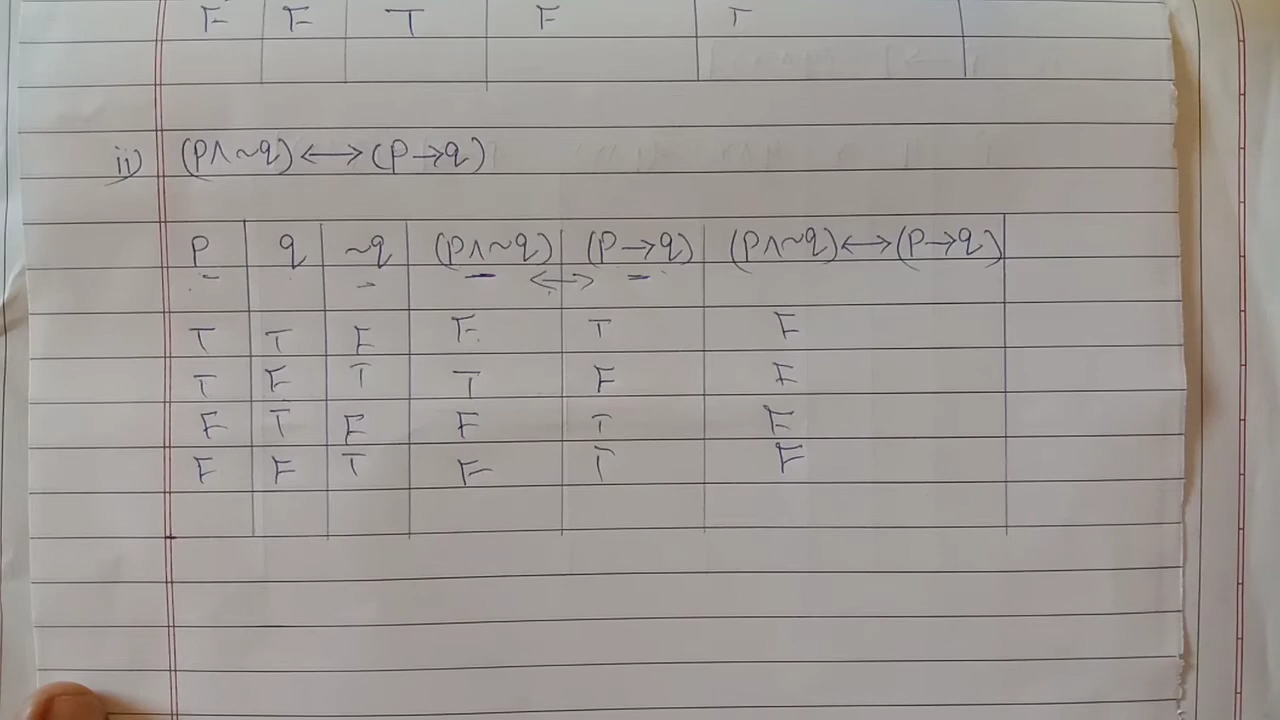 F F T F
ii) (p∧~q)↔(p→q)
p q ~q (p∧~q) (p→q) (p∧~q)↔(p→q)
↔
T T F F T F
T F T T F F
F T F F T F
F F T F T F